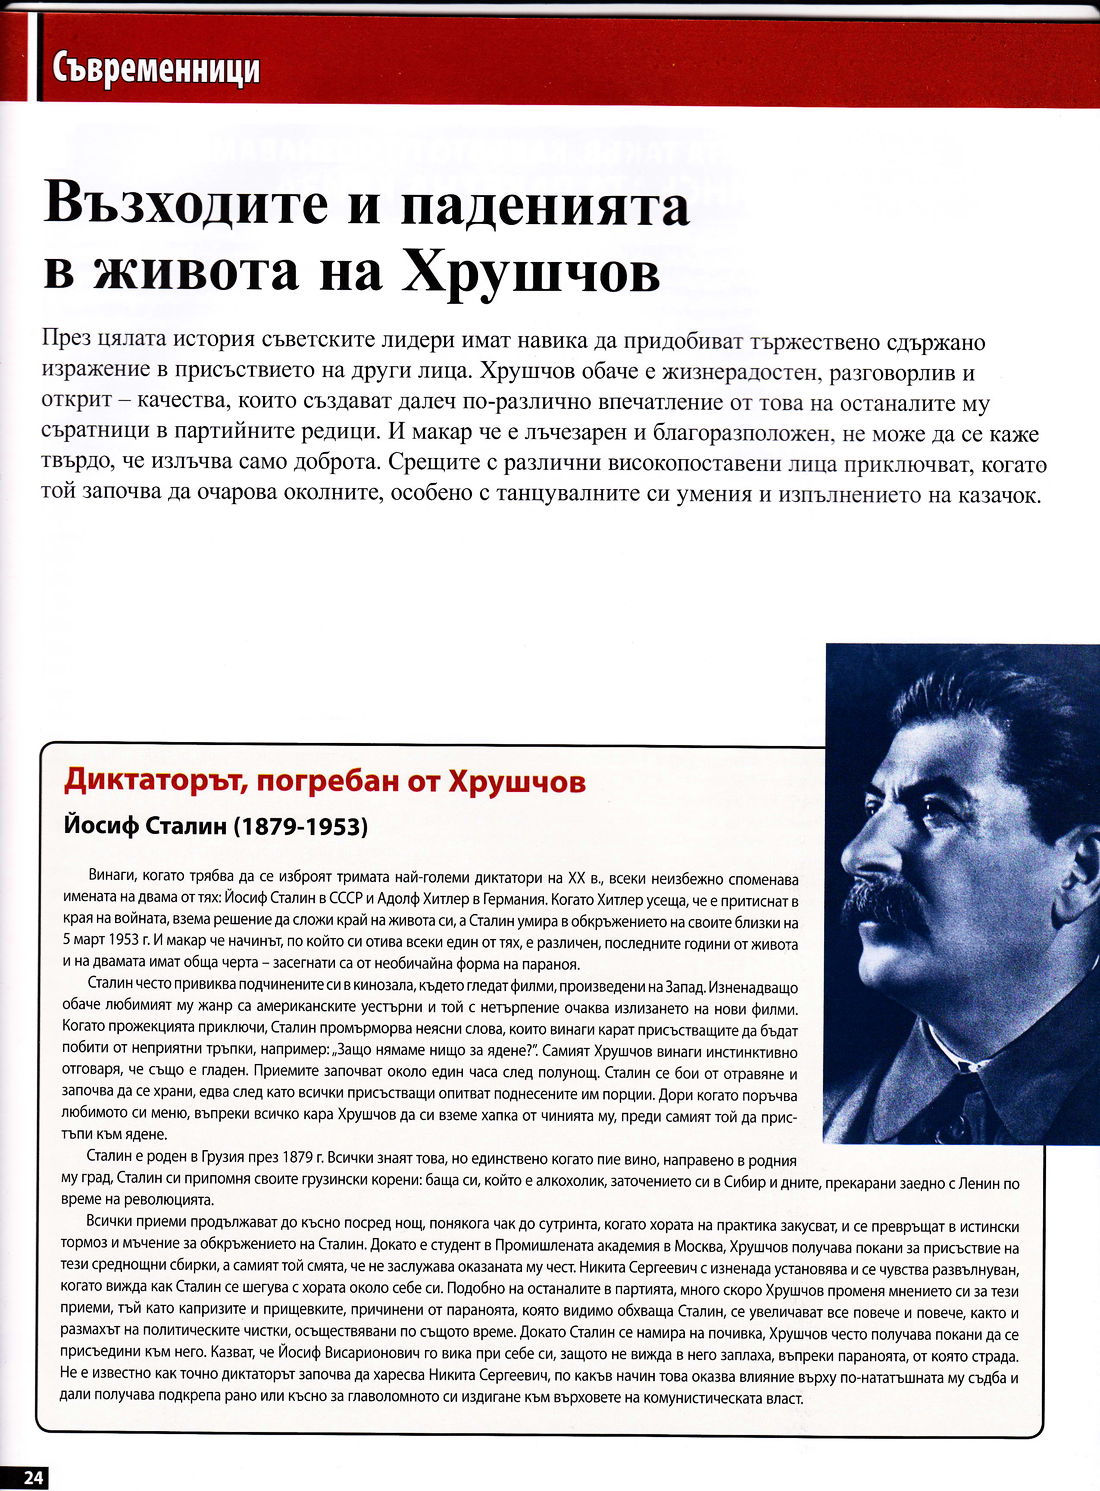 Съвременници
Възходите и паденията
в живота на Хрушчов
През цялата история съветските лидери имат навика да придобиват тържествено сдържано
изражение в присъствието на други лица. Хрушчов обаче е жизнерадостен, разговорлив и
открит – качества, които създават далеч по-различно впечатление от това на останалите му
съратници в партийните редици. И макар че е лъчезарен и благоразположен, не може да се каже
твърдо, че излъчва само доброта. Срещите с различни високопоставени лица приключват, когато
той започва да очарова околните, особено с танцувалните си умения и изпълнението на казачок.
Диктаторът, погребан от Хрушчов
Йосиф Сталин (1879-1953)
Винаги, когато трябва да се изброят тримата най-големи диктатори на XX в., всеки неизбежно споменава
имената на двама от тях: Йосиф Сталин в СССР и Адолф Хитлер в Германия. Когато Хитлер усеща, че е притиснат в
края на войната, взема решение да сложи край на живота си, а Сталин умира в обкръжението на своите близки на
5 март 1953 г. И макар че начинът, по който си отива всеки един от тях, е различен, последните години от живота
и на двамата имат обща черта – засегнати са от необичайна форма на параноя.
Сталин често привиква подчинените си в кинозала, където гледат филми, произведени на Запад. Изненадващо
обаче любимият му жанр са американските уестърни и той с нетърпение очаква излизането на нови филми.
Когато прожекцията приключи, Сталин промърморва неясни слова, които винаги карат присъстващите да бъдат
побити от неприятни тръпки, например: „Защо нямаме нищо за ядене?”. Самият Хрушчов винаги инстинктивно
отговаря, че също е гладен. Приемите започват около един часа след полунощ. Сталин се бои от отравяне и
започва да се храни, едва след като всички присъстващи опитват поднесените им порции. Дори когато поръчва
любимото си меню, въпреки всичко кара Хрушчов да си вземе хапка от чинията му, преди самият той да прис-
тъпи към ядене.
Сталин е роден в Грузия през 1879 г. Всички знаят това, но единствено когато пие вино, направено в родния
му град, Сталин си припомня своите грузински корени: баща си, който е алкохолик, заточението си в Сибир и дните, прекарани заедно с Ленин по
време на революцията.
Всички приеми продължават до късно посред нощ, понякога чак до сутринта, когато хората на практика закусват, и се превръщат в истински
тормоз и мъчение за обкръжението на Сталин. Докато е студент в Промишлената академия в Москва, Хрушчов получава покани за присъствие на
тези среднощни сбирки, а самият той смята, че не заслужава оказаната му чест. Никита Сергеевич с изненада установява и се чувства развълнуван,
когато вижда как Сталин се шегува с хората около себе си. Подобно на останалите в партията, много скоро Хрушчов променя мнението си за тези
приеми, тъй като капризите и прищевките, причинени от параноята, която видимо обхваща Сталин, се увеличават все повече и повече, както и
размахът на политическите чистки, осъществявани по същото време. Докато Сталин се намира на почивка, Хрушчов често получава покани да се
присъедини към него. Казват, че Йосиф Висарионович го вика при себе си, защото не вижда в него заплаха, въпреки параноята, от която страда.
Не е известно как точно диктаторът започва да харесва Никита Сергеевич, по какъв начин това оказва влияние върху по-нататъшната му съдба и
дали получава подкрепа рано или късно за главоломното си издигане към върховете на комунистическата власт.
24